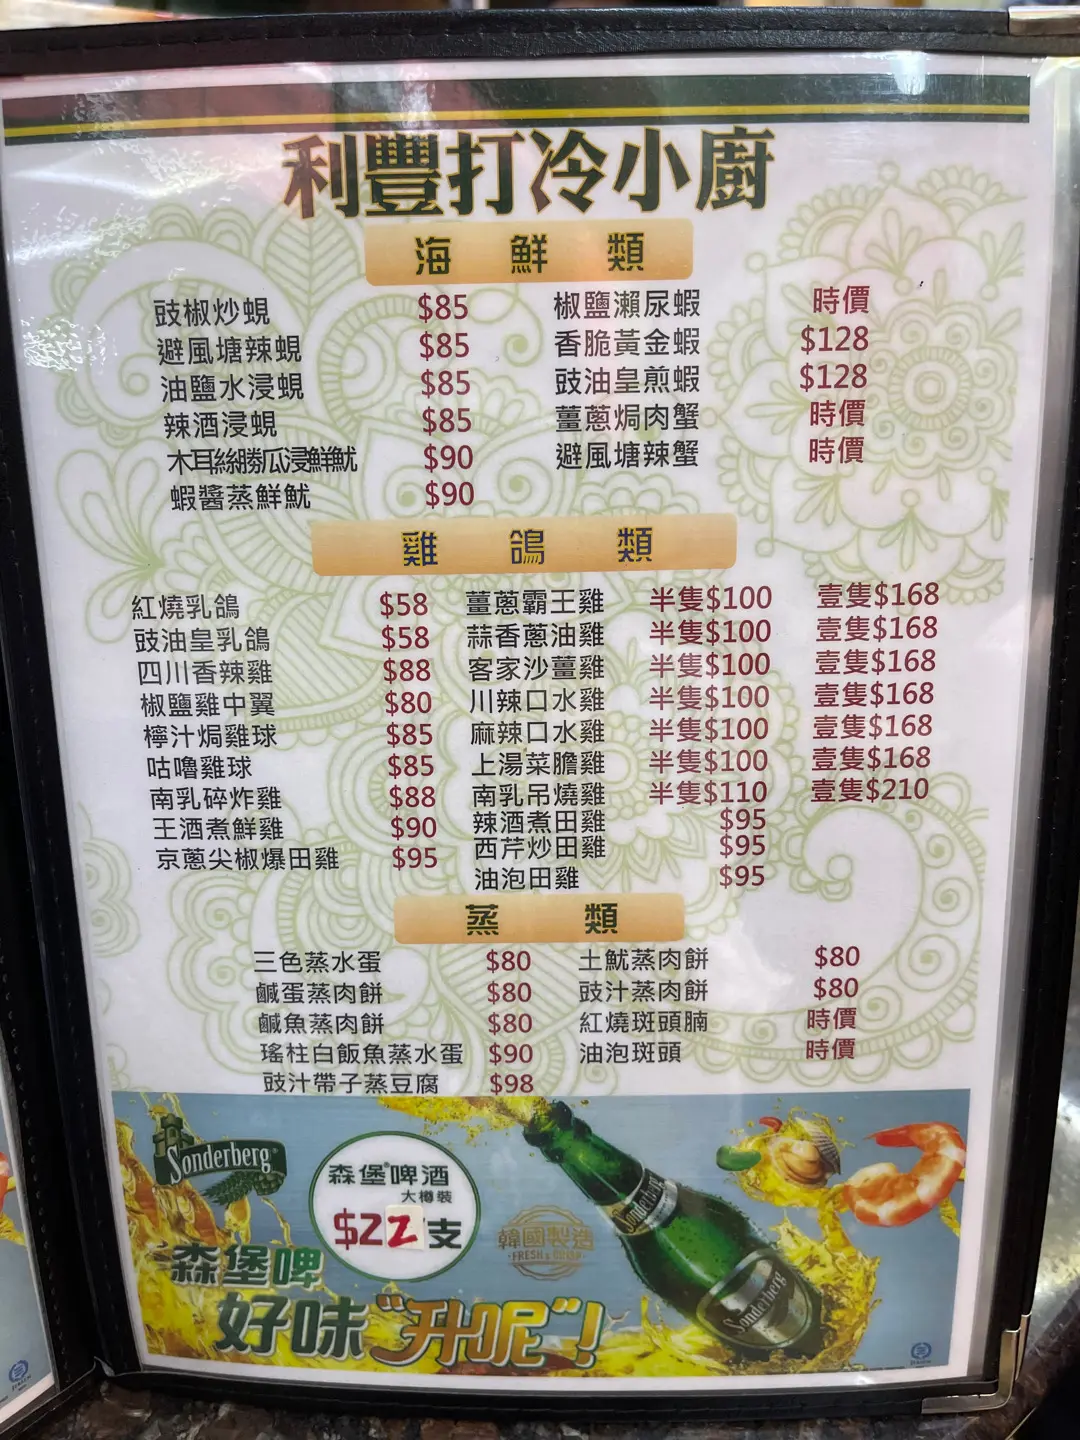 利豐打冷小廚
海鮮類
豉椒炒蜆 $85 椒鹽瀨尿蝦 時價
避風塘辣蜆 $85 香脆黃金蝦 $128
油鹽水浸蜆 $85 豉油皇煎蝦 $128
辣酒浸蜆 $85 薑蔥焗肉蟹 時價
木耳絲勝瓜浸鮮魷 $90 避風塘辣蟹 時價
蝦醬蒸鮮魷 $90
雞鴿類
紅燒乳鴿 $58 薑蔥霸王雞 半隻$100 壹隻$168
豉油皇乳鴿 $58 蒜香蔥油雞 半隻$100 壹隻$168
四川香辣雞 $88 客家沙薑雞 半隻$100 壹隻$168
椒鹽雞中翼 $80 川辣口水雞 半隻$100 壹隻$168
檸汁焗雞球 $85 麻辣口水雞 半隻$100 壹隻$168
咕嚕雞球 $85 上湯菜膽雞 半隻$100 壹隻$168
南乳碎炸雞 $88 南乳吊燒雞 半隻$110 壹隻$210
王酒煮鮮雞 $90 辣酒煮田雞 $95
京蔥尖椒爆田雞 $95 西芹炒田雞 $95
油泡田雞 $95
蒸類
三色蒸水蛋 $80 土魷蒸肉餅 $80
鹹蛋蒸肉餅 $80 豉汁蒸肉餅 $80
鹹魚蒸肉餅 $80 紅燒斑頭腩 時價
瑤柱白飯魚蒸水蛋 $90 油泡斑頭 時價
豉汁帶子蒸豆腐 $98
Sonderberg
森堡啤酒
大樽裝
$22支
韓國製造
森堡啤
好味"升呢"!
Sonderberg
Sonderberg